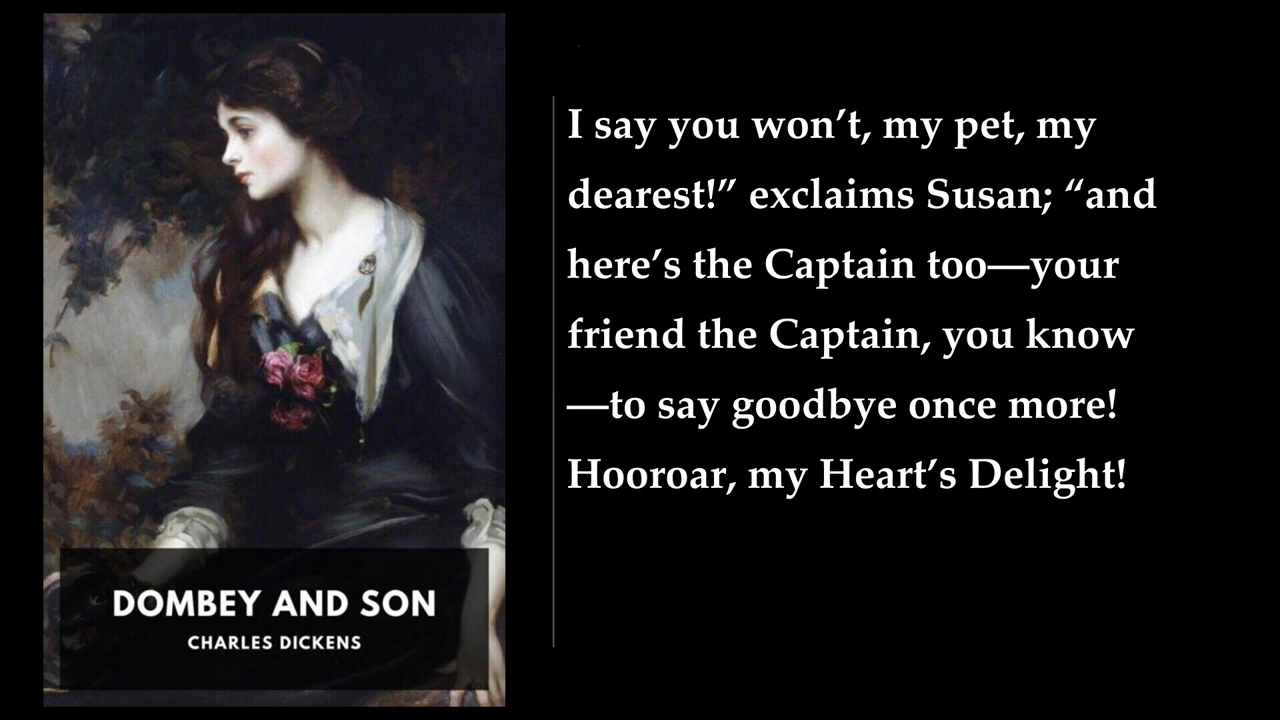 I say you won’t, my pet, my
dearest!” exclaims Susan; “and
here’s the Captain too—your
friend the Captain, you know
—to say goodbye once more!
Hooroar, my Heart’s Delight!
DOMBEY AND SON
CHARLES DICKENS